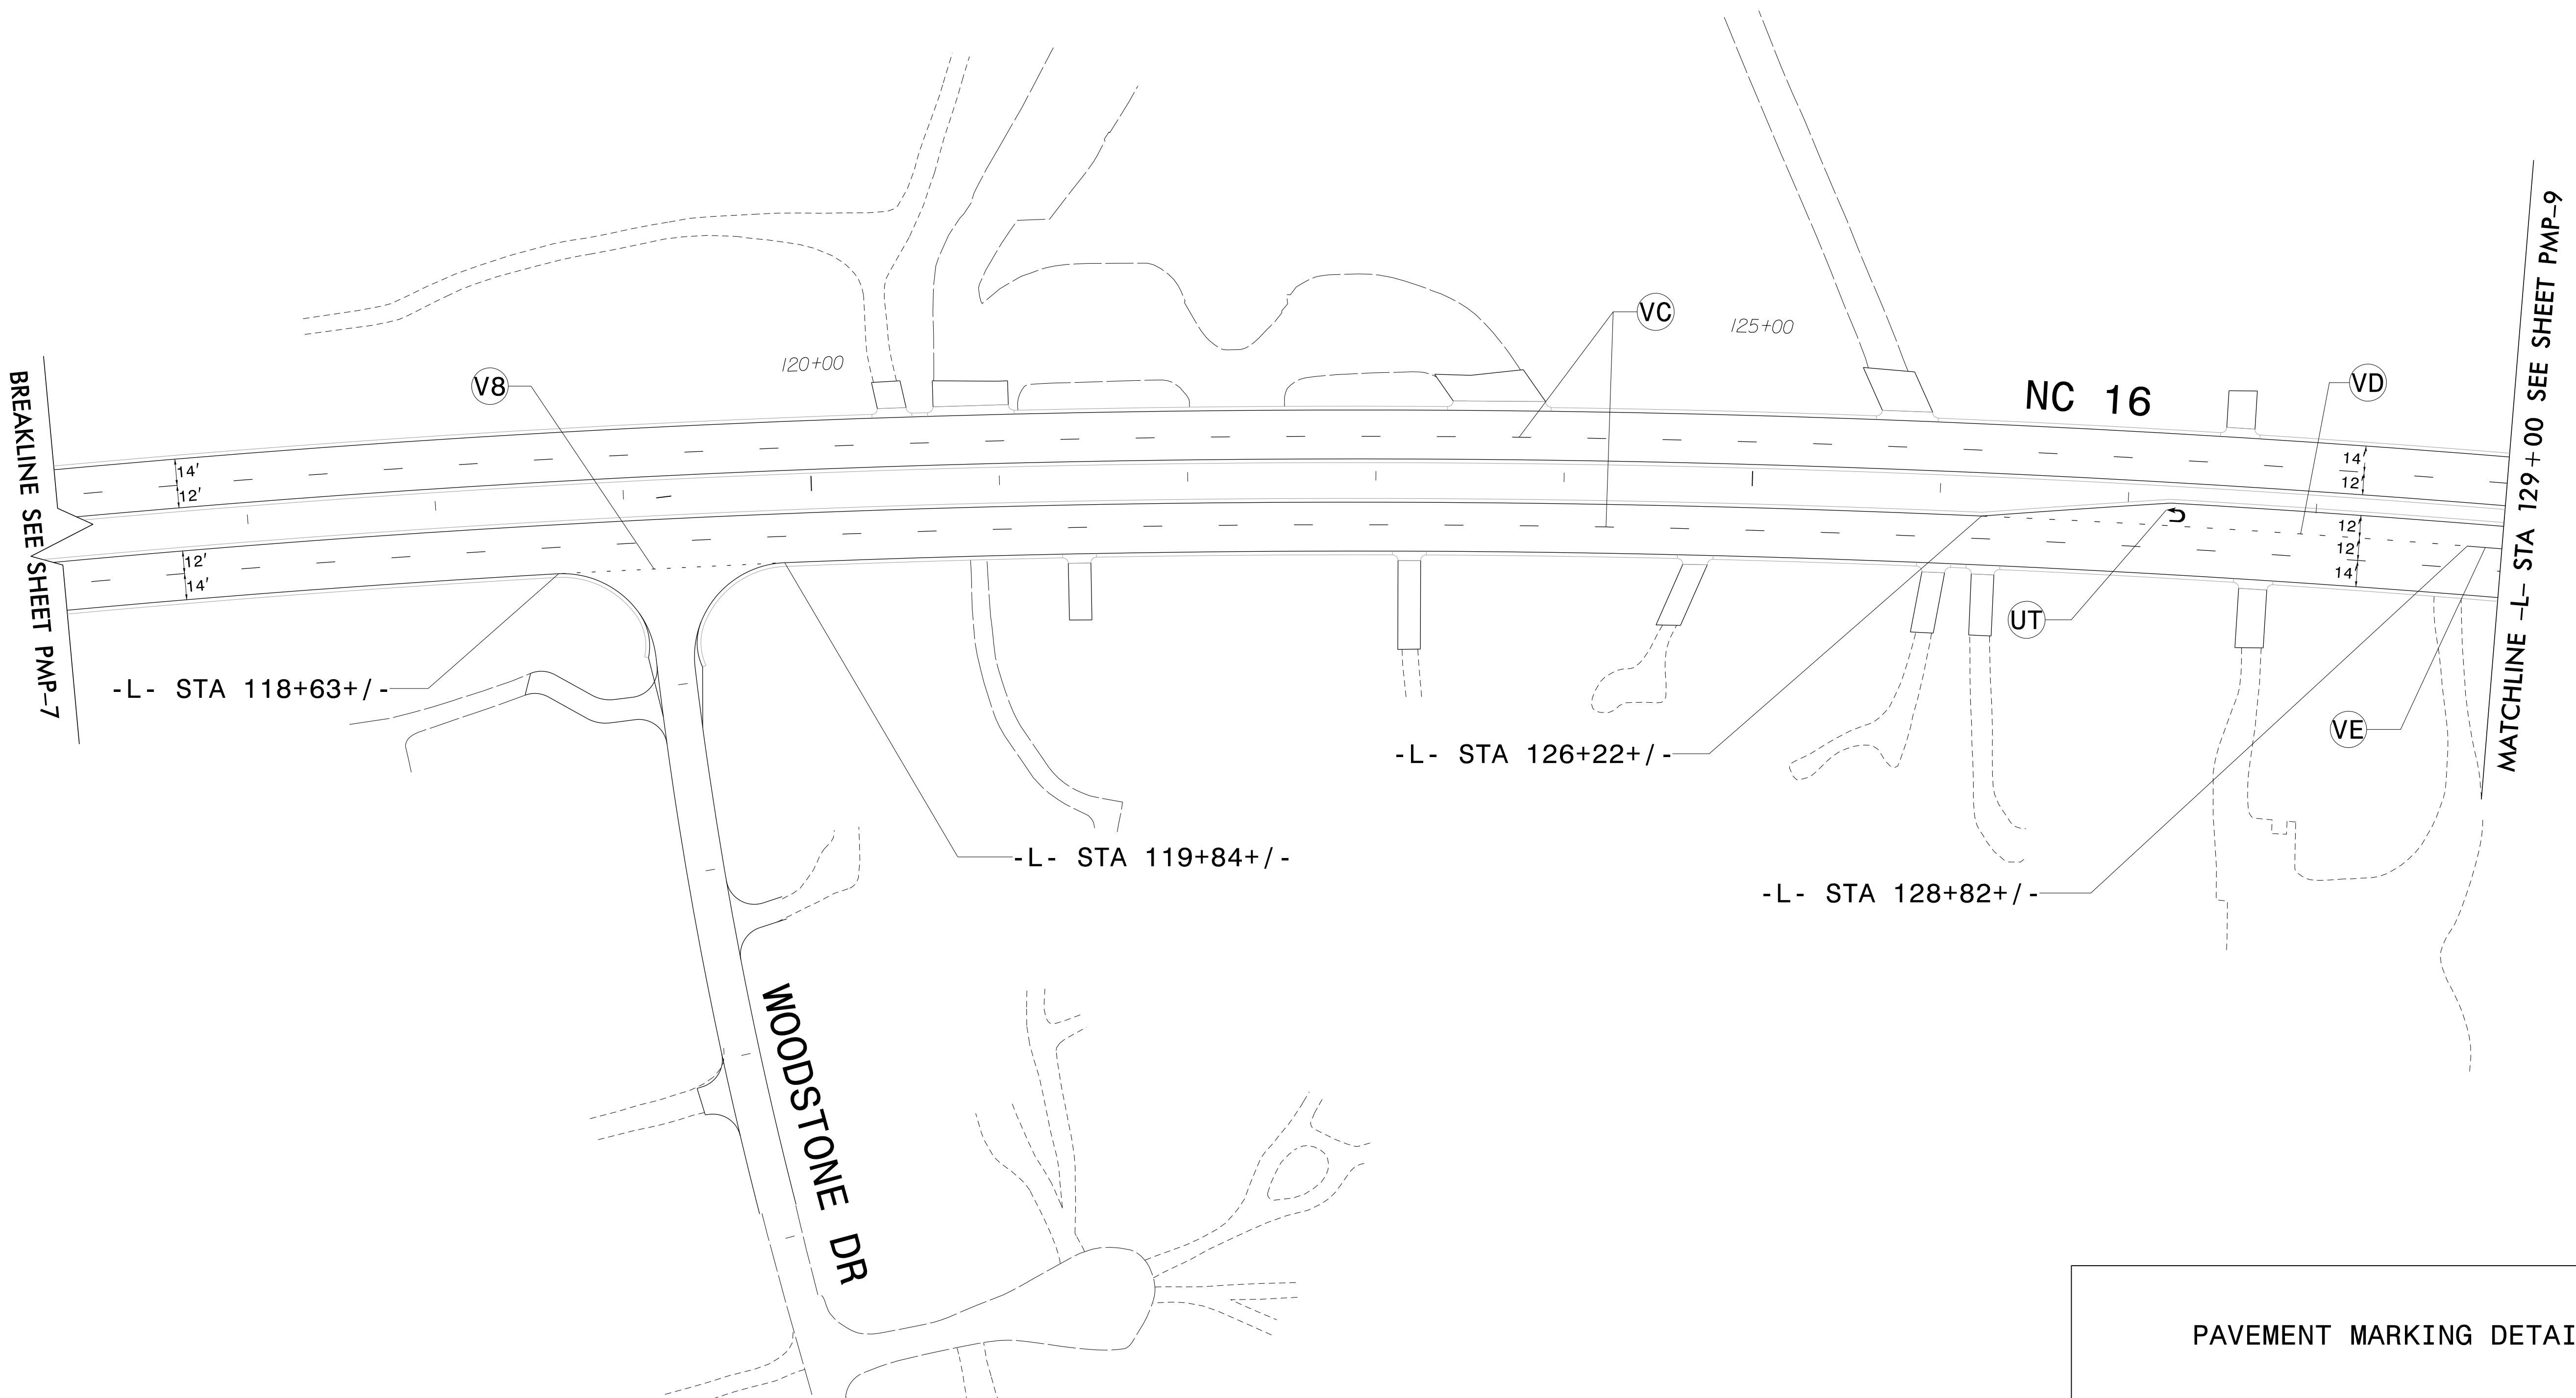 BREAKLINE SEE SHEET PMP-7
14'
12'
12'
14'
V8
-L- STA 118+63+/-
120+00
-L- STA 119+84+/-
WOODSTONE DR
VC
125+00
-L- STA 126+22+/-
NC 16
UT
VD
14'
12'
12'
12'
14'
VE
-L- STA 128+82+/-
MATCHLINE -L- STA 129+00 SEE SHEET PMP-9
PAVEMENT MARKING DETAI